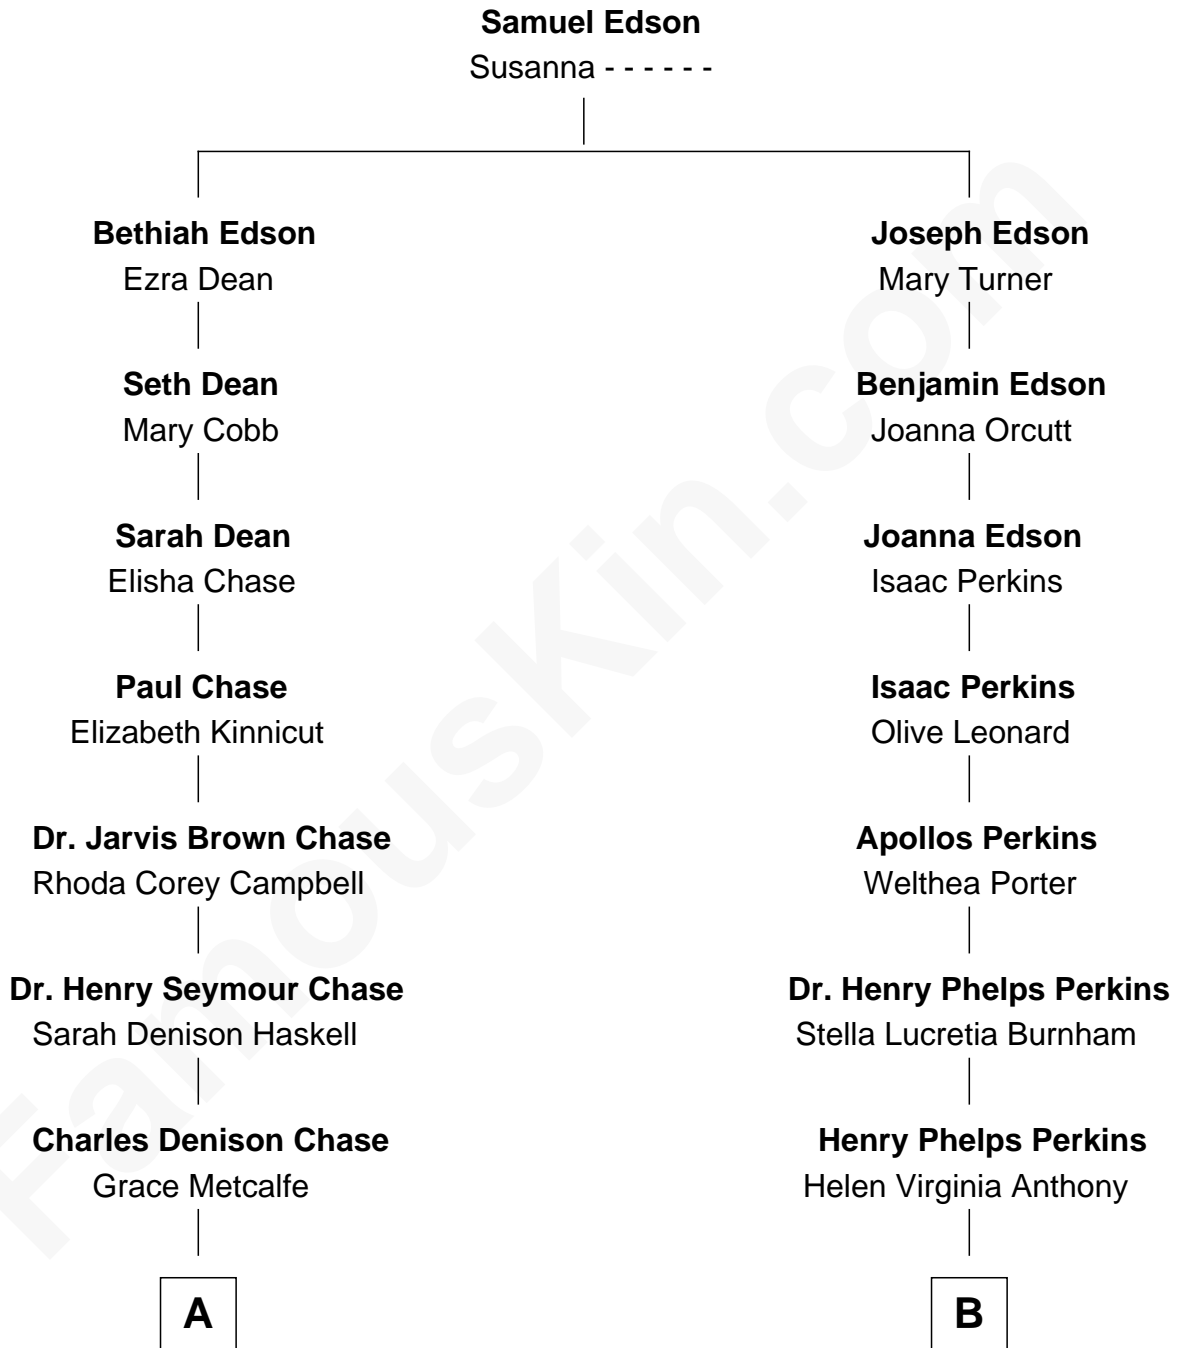 Samuel Edson
Susanna - - - - - -
Bethiah Edson
Ezra Dean
Seth Dean
Mary Cobb
Sarah Dean
Elisha Chase
Paul Chase
Elizabeth Kinnicut
Dr. Jarvis Brown Chase
Rhoda Corey Campbell
Dr. Henry Seymour Chase
Sarah Denison Haskell
Charles Denison Chase
Grace Metcalfe
A
Joseph Edson
Mary Turner
Benjamin Edson
Joanna Orcutt
Joanna Edson
Isaac Perkins
Isaac Perkins
Olive Leonard
Apollos Perkins
Welthea Porter
Dr. Henry Phelps Perkins
Stella Lucretia Burnham
Henry Phelps Perkins
Helen Virginia Anthony
B
FamousKin.com